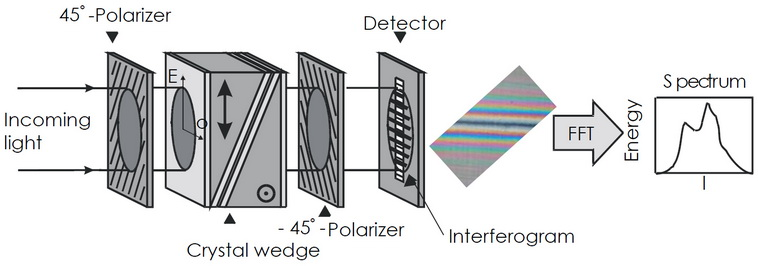 45°-Polarizer
Detector
E
O
Incoming
light
S pectrum
Energy
FFT
l
- 45°-Polarizer
Crystal wedge
Interferogram